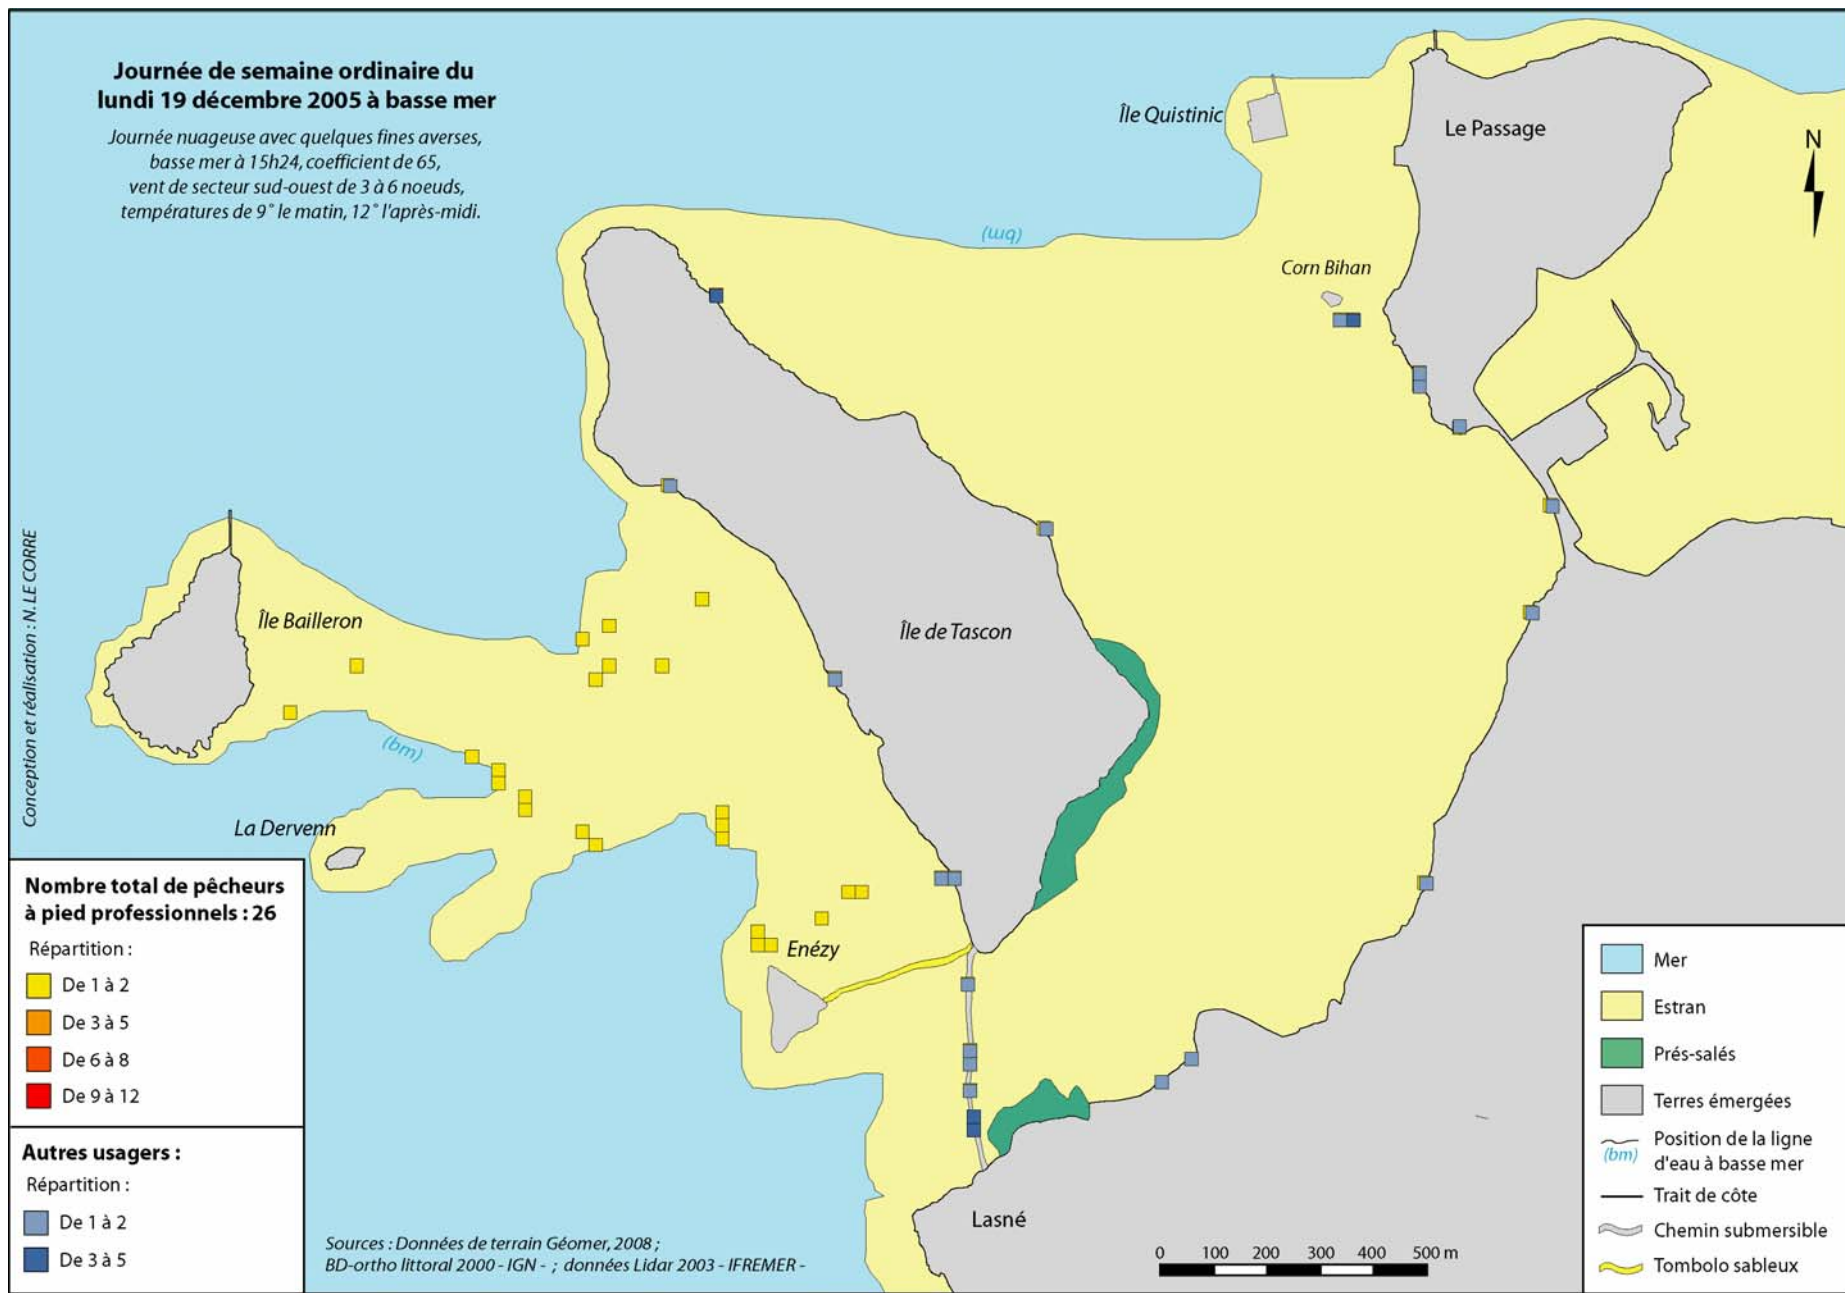 Journée de semaine ordinaire du
lundi 19 décembre 2005 à basse mer
Journée nuageuse avec quelques fines averses,
basse mer à 15h24, coefficient de 65,
vent de secteur sud-ouest de 3 à 6 noeuds,
températures de 9˚ le matin, 12˚ l'après-midi.
Île Quistinic
Le Passage
N
(bm)
Corn Bihan
Île Bailleron
Île de Tascon
(bm)
La Dervenn
Enézy
Lasné
Conception et réalisation : N. LE CORRE
Nombre total de pêcheurs
à pied professionnels : 26
Répartition :
De 1 à 2
De 3 à 5
De 6 à 8
De 9 à 12
Autres usagers :
Répartition :
De 1 à 2
De 3 à 5
Sources : Données de terrain Géomer, 2008 ;
BD-ortho littoral 2000 - IGN - ; données Lidar 2003 - IFREMER -
0 100 200 300 400 500 m
Mer
Estran
Prés-salés
Terres émergées
(bm) Position de la ligne
d'eau à basse mer
Trait de côte
Chemin submersible
Tombolo sableux